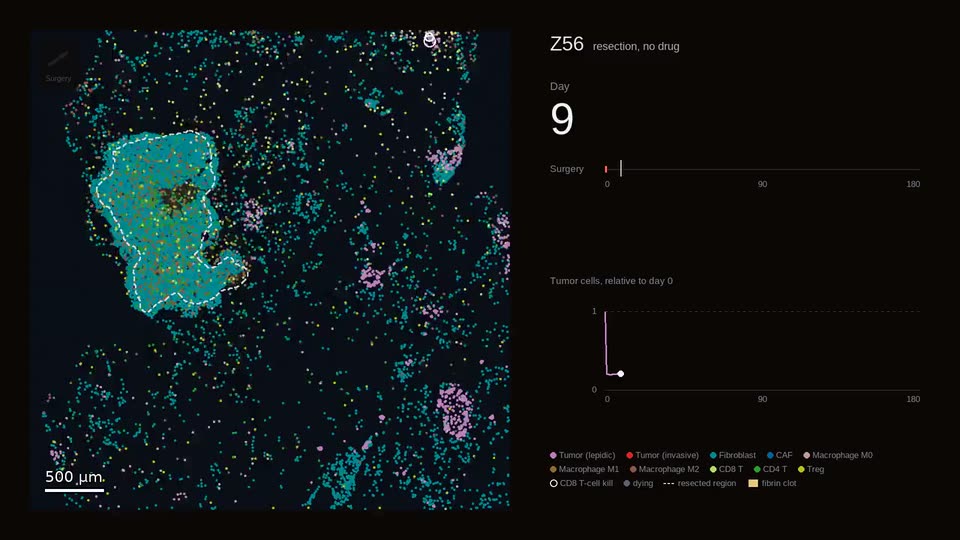 Surgery
500 µm
Z56 resection, no drug
Day
9
Surgery
0 90 180
Tumor cells, relative to day 0
1
0
0 90 180
Tumor (lepidic) Tumor (invasive) Fibroblast CAF Macrophage M0
Macrophage M1 Macrophage M2 CD8 T CD4 T Treg
CD8 T-cell kill dying resected region fibrin clot